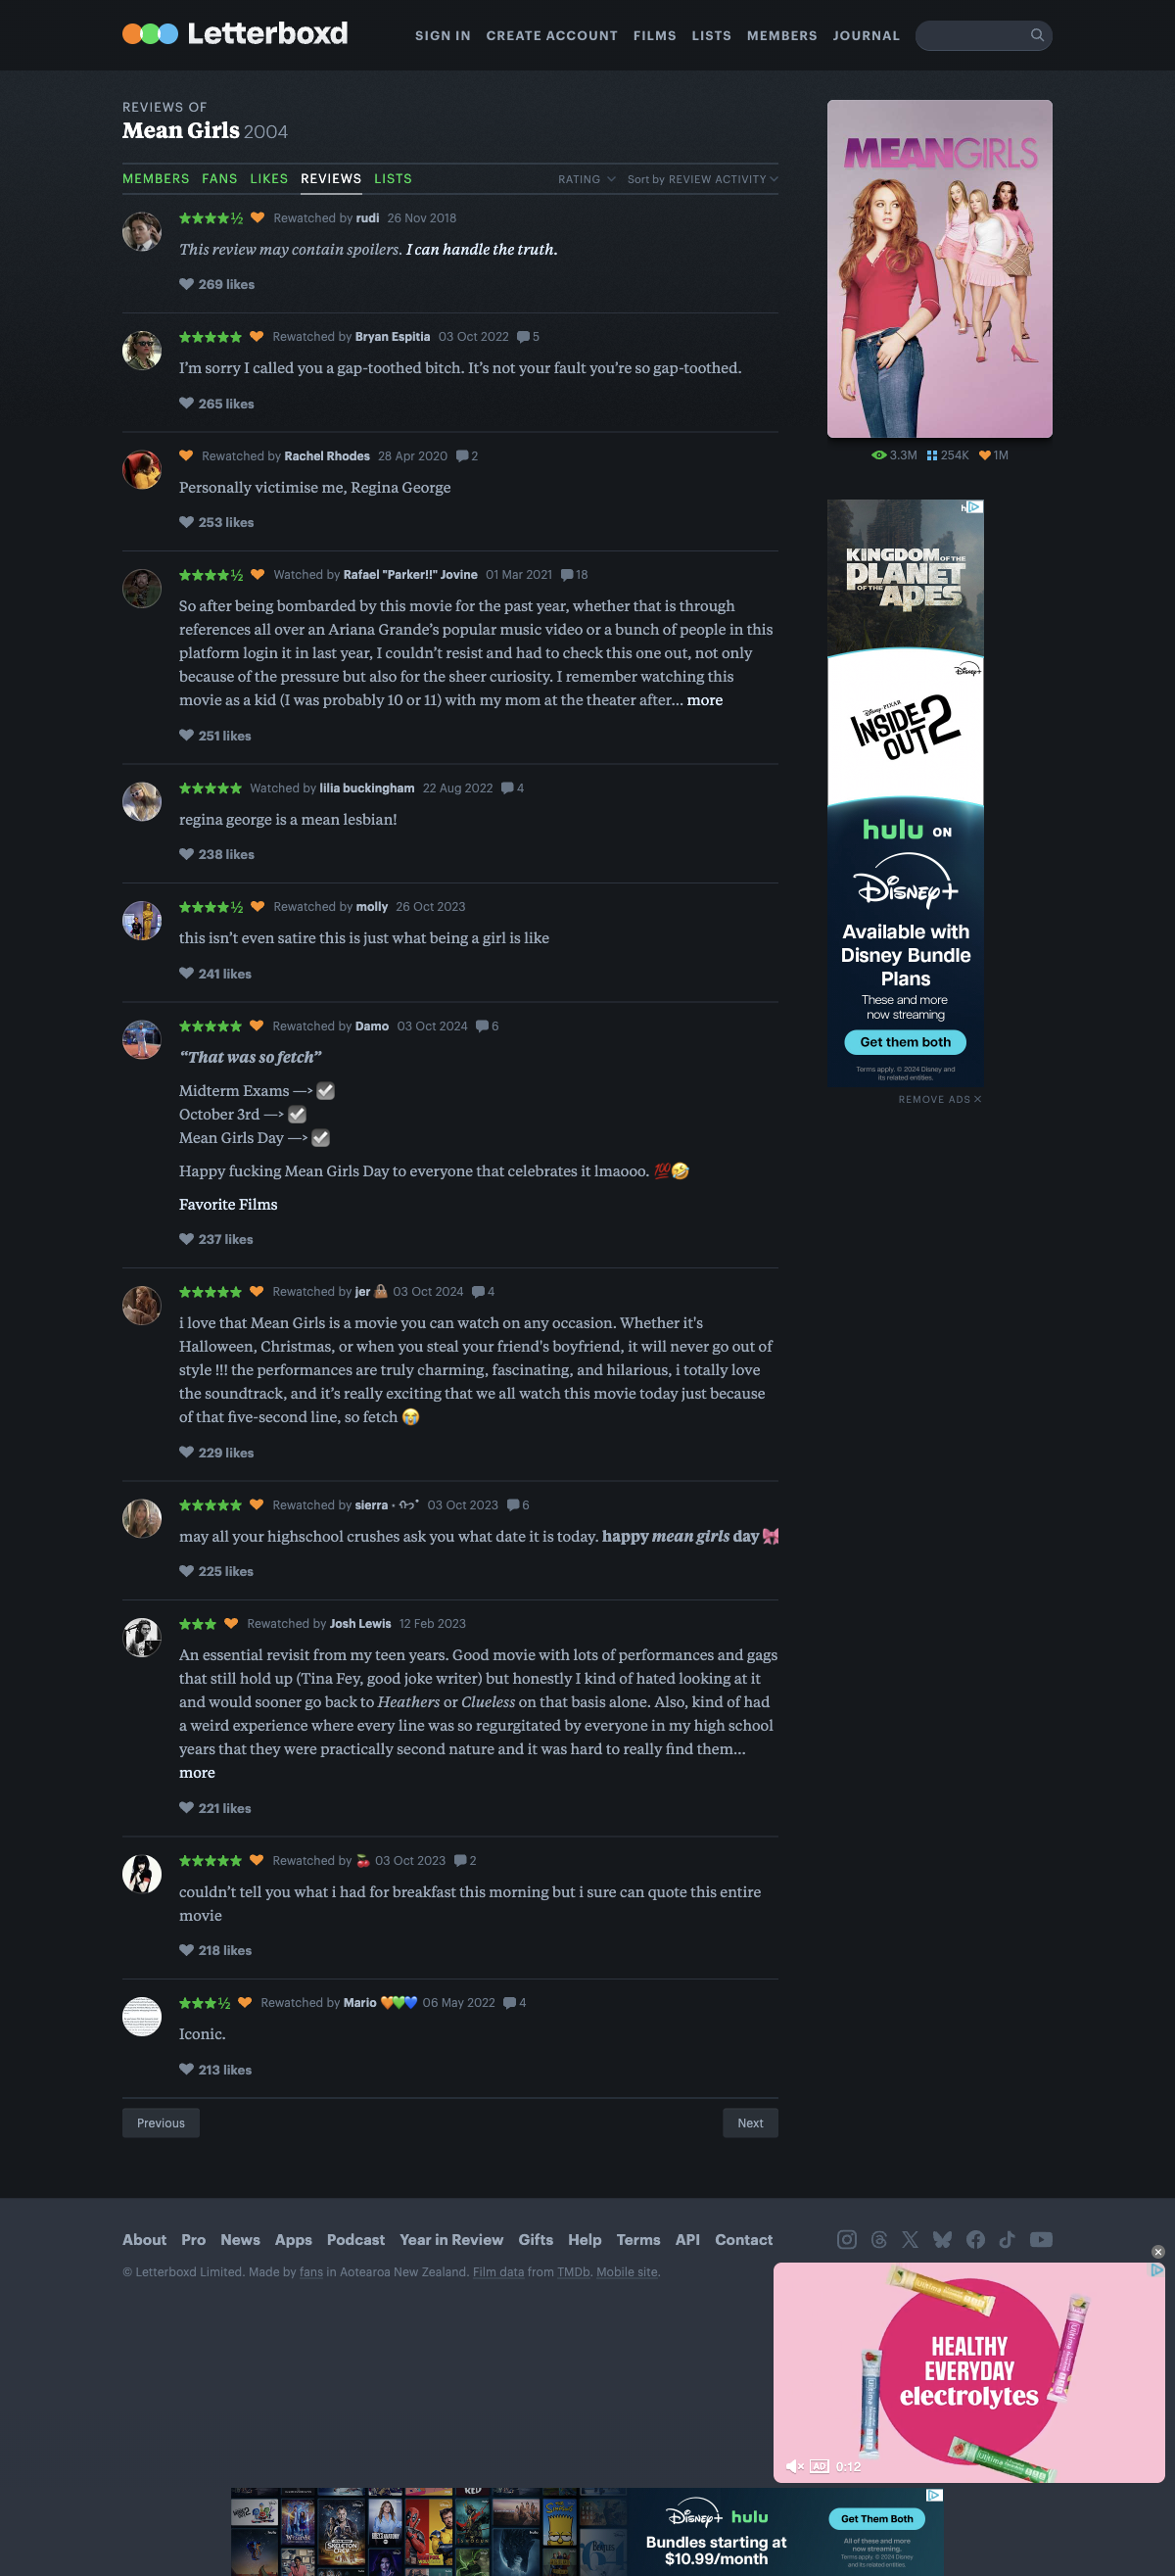 Letterboxd
SIGN IN CREATE ACCOUNT FILMS LISTS MEMBERS JOURNAL
REVIEWS OF
Mean Girls 2004
MEMBERS FANS LIKES REVIEWS LISTS RATING Sort by REVIEW ACTIVITY
★★★★½ Rewatched by rudi 26 Nov 2018
This review may contain spoilers. I can handle the truth.
269 likes
★★★★★ Rewatched by Bryan Espitia 03 Oct 2022 5
I’m sorry I called you a gap-toothed bitch. It’s not your fault you’re so gap-toothed.
265 likes
Rewatched by Rachel Rhodes 28 Apr 2020 2
Personally victimise me, Regina George
253 likes
★★★★½ Watched by Rafael "Parker!!" Jovine 01 Mar 2021 18
So after being bombarded by this movie for the past year, whether that is through
references all over an Ariana Grande’s popular music video or a bunch of people in this
platform login it in last year, I couldn’t resist and had to check this one out, not only
because of the pressure but also for the sheer curiosity. I remember watching this
movie as a kid (I was probably 10 or 11) with my mom at the theater after… more
251 likes
★★★★★ Watched by lilia buckingham 22 Aug 2022 4
regina george is a mean lesbian!
238 likes
★★★★½ Rewatched by molly 26 Oct 2023
this isn’t even satire this is just what being a girl is like
241 likes
★★★★★ Rewatched by Damo 03 Oct 2024 6
“That was so fetch”
Midterm Exams —> ☑️
October 3rd —> ☑️
Mean Girls Day —> ☑️
Happy fucking Mean Girls Day to everyone that celebrates it lmaooo. 💯🤣
Favorite Films
237 likes
★★★★★ Rewatched by jer 👜 03 Oct 2024 4
i love that Mean Girls is a movie you can watch on any occasion. Whether it's
Halloween, Christmas, or when you steal your friend's boyfriend, it will never go out of
style !!! the performances are truly charming, fascinating, and hilarious, i totally love
the soundtrack, and it’s really exciting that we all watch this movie today just because
of that five-second line, so fetch 😭
229 likes
★★★★★ Rewatched by sierra 03 Oct 2023 6
may all your highschool crushes ask you what date it is today. happy mean girls day 🎀
225 likes
★★★ Rewatched by Josh Lewis 12 Feb 2023
An essential revisit from my teen years. Good movie with lots of performances and gags
that still hold up (Tina Fey, good joke writer) but honestly I kind of hated looking at it
and would sooner go back to Heathers or Clueless on that basis alone. Also, kind of had
a weird experience where every line was so regurgitated by everyone in my high school
years that they were practically second nature and it was hard to really find them…
more
221 likes
★★★★★ Rewatched by 🍒 03 Oct 2023 2
couldn’t tell you what i had for breakfast this morning but i sure can quote this entire
movie
218 likes
★★★½ Rewatched by Mario 🧡💚💙 06 May 2022 4
Iconic.
213 likes
Previous Next
MEAN GIRLS
3.3M 254K 1M
KINGDOM OF THE
PLANET
OF THE APES
Disney+
Disney PIXAR
INSIDE
OUT 2
hulu ON
Disney+
Available with
Disney Bundle
Plans
These and more
now streaming
Get them both
Terms apply. © 2024 Disney and
its related entities.
REMOVE ADS
About Pro News Apps Podcast Year in Review Gifts Help Terms API Contact
© Letterboxd Limited. Made by fans in Aotearoa New Zealand. Film data from TMDb. Mobile site.
HEALTHY
EVERYDAY
electrolytes
Ultima
AD 0:12
Disney+ hulu
Bundles starting at
$10.99/month
Get Them Both
All of these and more
now streaming.
Terms apply. © 2024 Disney
and its related entities.